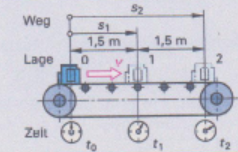 Weg s₂
s₁
1,5 m 1,5 m
Lage 0 v 1 2
Zeit t₀ t₁ t₂